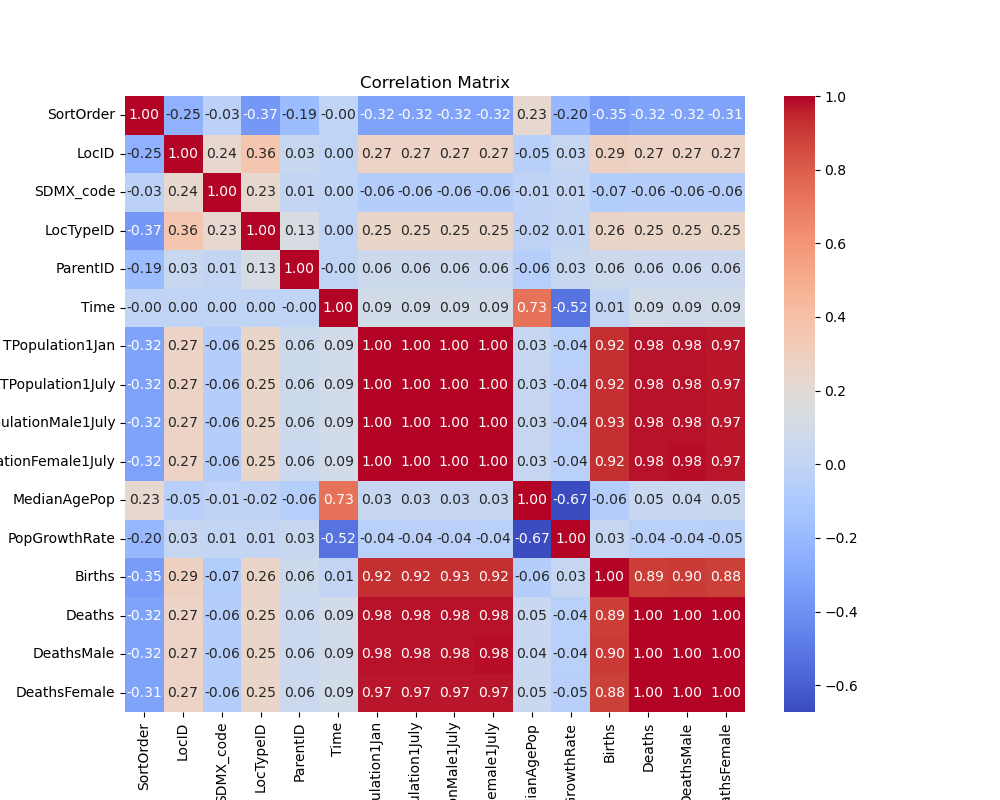 Correlation Matrix
SortOrder 1.00 -0.25 -0.03 -0.37 -0.19 -0.00 -0.32 -0.32 -0.32 -0.32 0.23 -0.20 -0.35 -0.32 -0.32 -0.31
LocID -0.25 1.00 0.24 0.36 0.03 0.00 0.27 0.27 0.27 0.27 -0.05 0.03 0.29 0.27 0.27 0.27
SDMX_code -0.03 0.24 1.00 0.23 0.01 0.00 -0.06 -0.06 -0.06 -0.06 -0.01 0.01 -0.07 -0.06 -0.06 -0.06
LocTypeID -0.37 0.36 0.23 1.00 0.13 0.00 0.25 0.25 0.25 0.25 -0.02 0.01 0.26 0.25 0.25 0.25
ParentID -0.19 0.03 0.01 0.13 1.00 -0.00 0.06 0.06 0.06 0.06 -0.06 0.03 0.06 0.06 0.06 0.06
Time -0.00 0.00 0.00 0.00 -0.00 1.00 0.09 0.09 0.09 0.09 0.73 -0.52 0.01 0.09 0.09 0.09
TPopulation1Jan -0.32 0.27 -0.06 0.25 0.06 0.09 1.00 1.00 1.00 1.00 0.03 -0.04 0.92 0.98 0.98 0.97
TPopulation1July -0.32 0.27 -0.06 0.25 0.06 0.09 1.00 1.00 1.00 1.00 0.03 -0.04 0.92 0.98 0.98 0.97
ulationMale1July -0.32 0.27 -0.06 0.25 0.06 0.09 1.00 1.00 1.00 1.00 0.03 -0.04 0.93 0.98 0.98 0.97
ationFemale1July -0.32 0.27 -0.06 0.25 0.06 0.09 1.00 1.00 1.00 1.00 0.03 -0.04 0.92 0.98 0.98 0.97
MedianAgePop 0.23 -0.05 -0.01 -0.02 -0.06 0.73 0.03 0.03 0.03 0.03 1.00 -0.67 -0.06 0.05 0.04 0.05
PopGrowthRate -0.20 0.03 0.01 0.01 0.03 -0.52 -0.04 -0.04 -0.04 -0.04 -0.67 1.00 0.03 -0.04 -0.04 -0.05
Births -0.35 0.29 -0.07 0.26 0.06 0.01 0.92 0.92 0.93 0.92 -0.06 0.03 1.00 0.89 0.90 0.88
Deaths -0.32 0.27 -0.06 0.25 0.06 0.09 0.98 0.98 0.98 0.98 0.05 -0.04 0.89 1.00 1.00 1.00
DeathsMale -0.32 0.27 -0.06 0.25 0.06 0.09 0.98 0.98 0.98 0.98 0.04 -0.04 0.90 1.00 1.00 1.00
DeathsFemale -0.31 0.27 -0.06 0.25 0.06 0.09 0.97 0.97 0.97 0.97 0.05 -0.05 0.88 1.00 1.00 1.00
SortOrder
LocID
SDMX_code
LocTypeID
ParentID
Time
ulation1Jan
ulation1July
onMale1July
emale1July
ianAgePop
GrowthRate
Births
Deaths
DeathsMale
athsFemale
1.0
0.8
0.6
0.4
0.2
0.0
−0.2
−0.4
−0.6